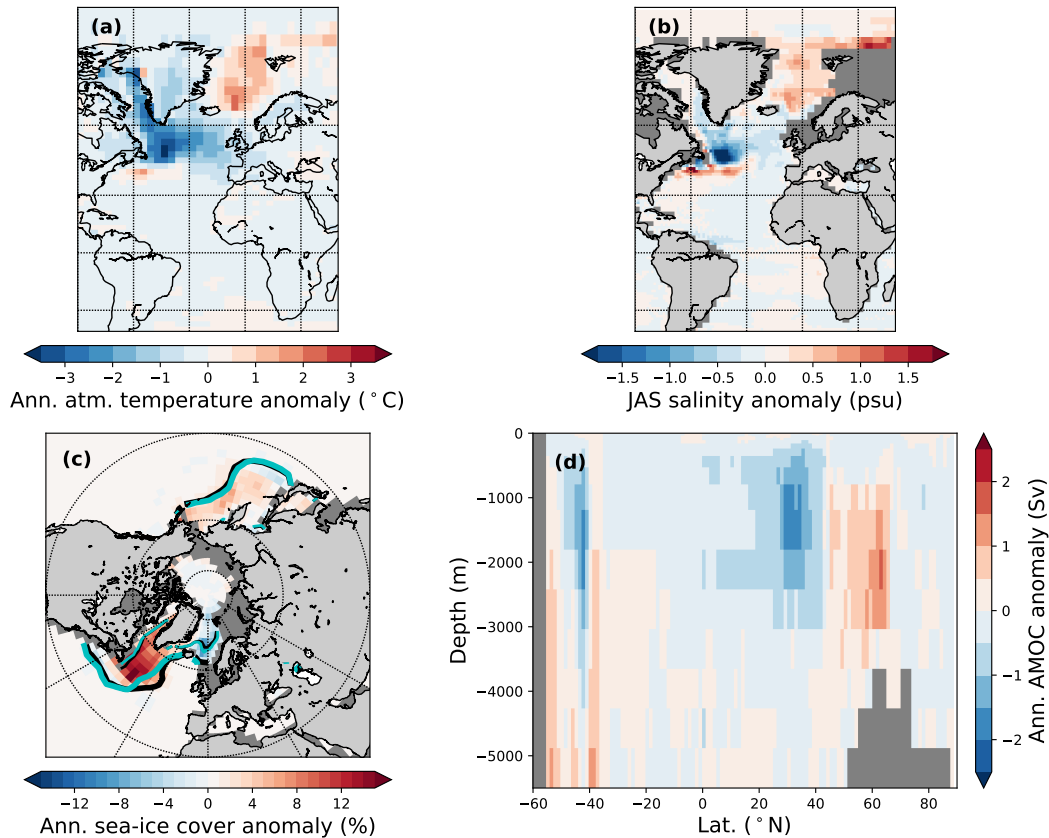 (a)
−3 −2 −1 0 1 2 3
Ann. atm. temperature anomaly (°C)
(b)
−1.5 −1.0 −0.5 0.0 0.5 1.0 1.5
JAS salinity anomaly (psu)
(c)
−12 −8 −4 0 4 8 12
Ann. sea-ice cover anomaly (%)
(d)
0
−1000
−2000
−3000
−4000
−5000
Depth (m)
−60 −40 −20 0 20 40 60 80
Lat. (°N)
2
1
0
−1
−2
Ann. AMOC anomaly (Sv)